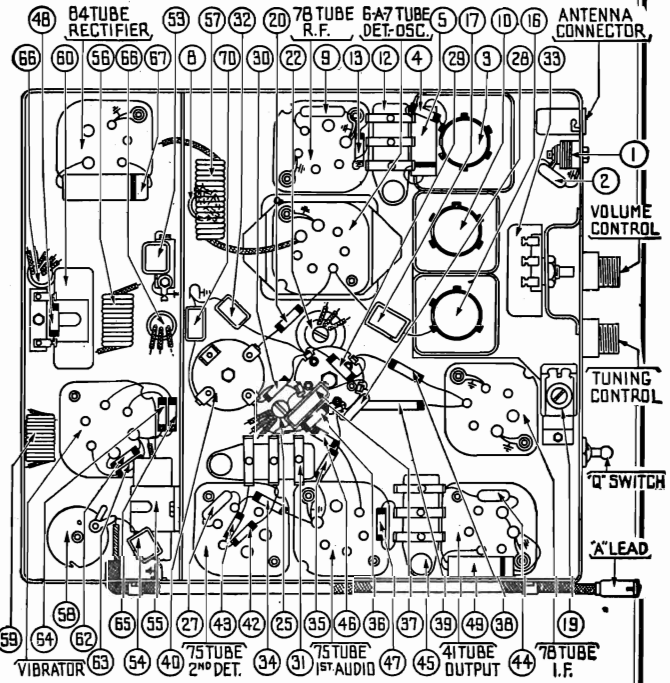 84 TUBE RECTIFIER
78 TUBE R.F.
6-A-7 TUBE DET.-OSC.
ANTENNA CONNECTOR
48 53 57 32 20 5 17 10 16
66 60 56 66 67 8 70 30 22 9 13 12 4 29 3 28 33
1
2
VOLUME CONTROL
TUNING CONTROL
"Q" SWITCH
"A" LEAD
58
59 64 62 65 55 27 43 42 25 35 46 36 37 39 49 38 19
63 54 40 34 31 47 45 44
VIBRATOR
75 TUBE 2ND DET.
75 TUBE 1ST. AUDIO
41 TUBE OUTPUT
78 TUBE I.F.